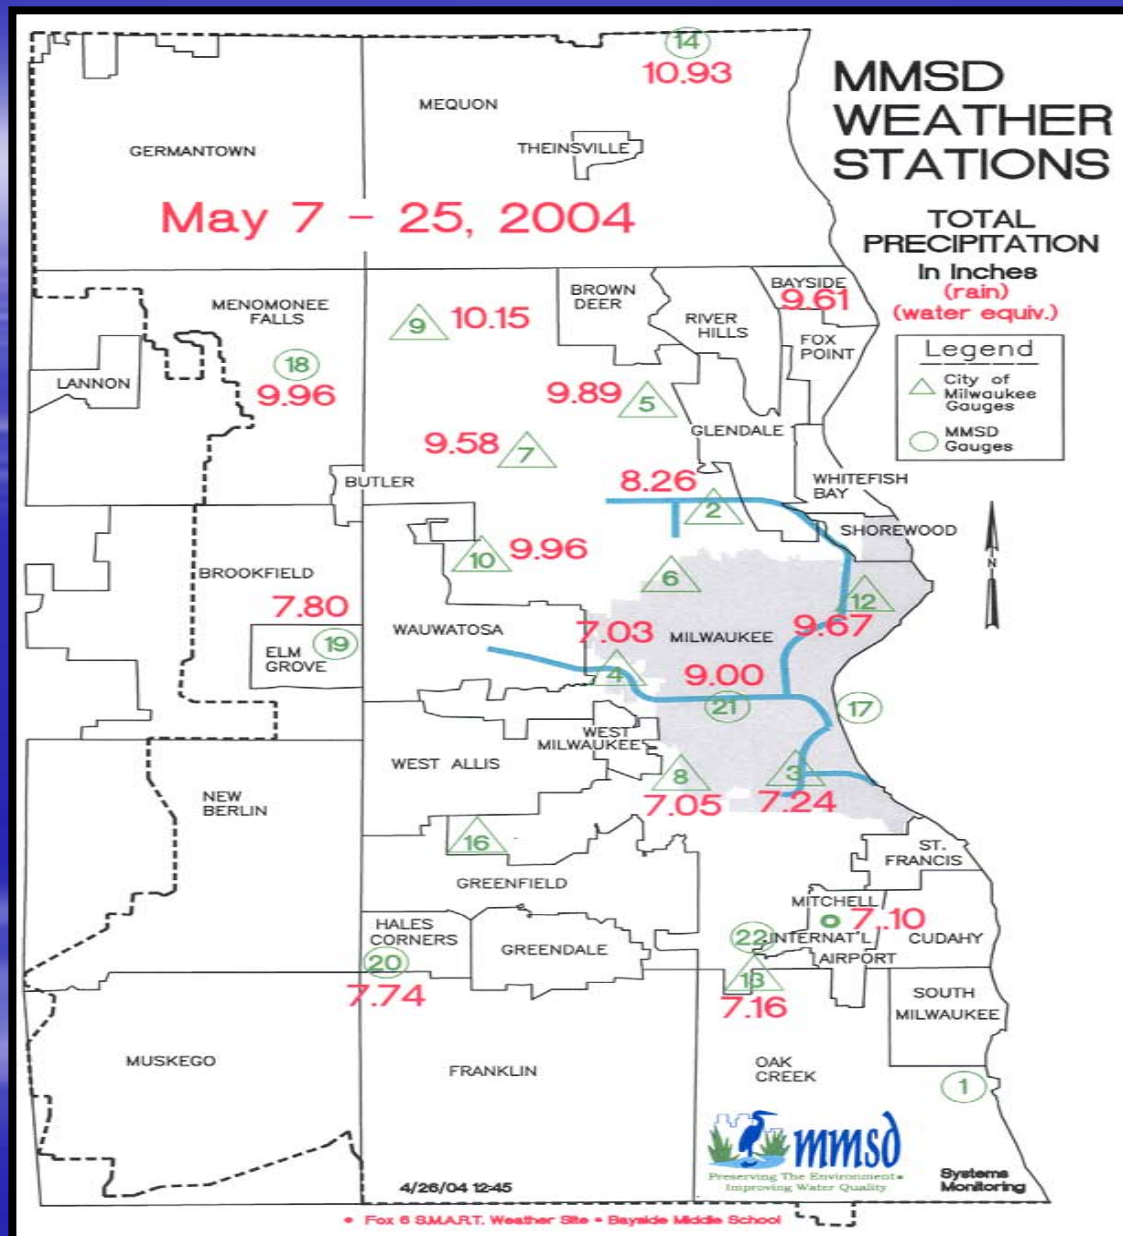 14
10.93
MMSD
WEATHER
STATIONS
MEQUON
THEINSVILLE
GERMANTOWN
May 7 - 25, 2004
TOTAL
PRECIPITATION
In Inches
(rain)
(water equiv.)
BAYSIDE
9.61
BROWN
DEER
MENOMONEE
FALLS
9
10.15
RIVER
HILLS
FOX
POINT
Legend
City of
Milwaukee
Gauges
MMSD
Gauges
18
9.96
LANNON
9.89
5
GLENDALE
9.58
7
BUTLER
8.26
2
WHITEFISH
BAY
SHOREWOOD
N
10
9.96
6
12
9.67
BROOKFIELD
7.80
19
ELM
GROVE
WAUWATOSA
7.03
4
MILWAUKEE
9.00
21
17
WEST
MILWAUKEE
WEST ALLIS
8
7.05
3
7.24
NEW
BERLIN
16
GREENFIELD
ST.
FRANCIS
MITCHELL
7,.10
22
INTERNAT'L
AIRPORT
CUDAHY
HALES
CORNERS
20
7.74
GREENDALE
13
7.16
SOUTH
MILWAUKEE
MUSKEGO
FRANKLIN
OAK
CREEK
1
mmsd
Preserving The Environment •
Improving Water Quality
Systems
Monitoring
4/26/04 12:45
• Fox 6 S.M.A.R.T. Weather Site • Bayside Middle School